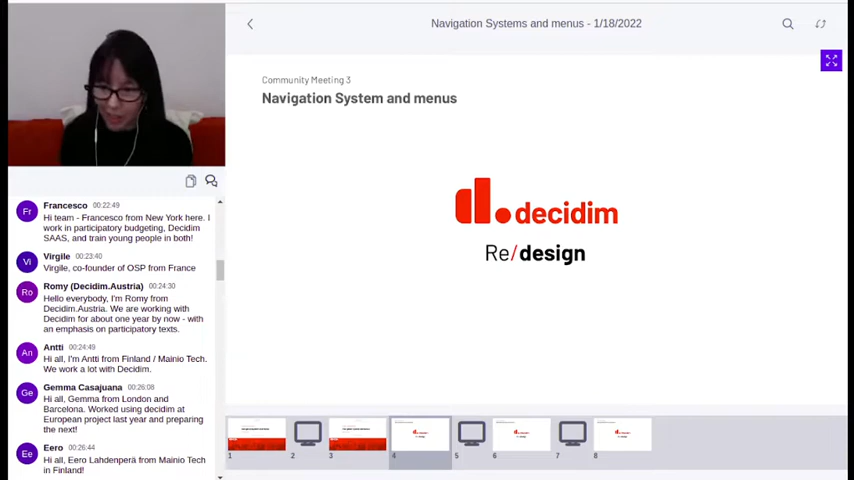 Navigation Systems and menus - 1/18/2022
Community Meeting 3
Navigation System and menus
decidim
Re/design
Fr
Francesco 00:22:49
Hi team - Francesco from New York here. I
work in participatory budgeting, Decidim
SAAS, and train young people in both!
Vi
Virgile 00:23:40
Virgile, co-founder of OSP from France
Ro
Romy (Decidim.Austria) 00:24:30
Hello everybody, I'm Romy from
Decidim.Austria. We are working with
Decidim for about one year by now - with
an emphasis on participatory texts.
An
Antti 00:24:49
Hi all, I'm Antti from Finland / Mainio Tech.
We work a lot with Decidim.
Ge
Gemma Casajuana 00:26:08
Hi all, Gemma from London and
Barcelona. Worked using decidim at
European project last year and preparing
the next!
Ee
Eero 00:26:44
Hi all, Eero Lahdenperä from Mainio Tech
in Finland!
1
2
3
4
5
6
7
8